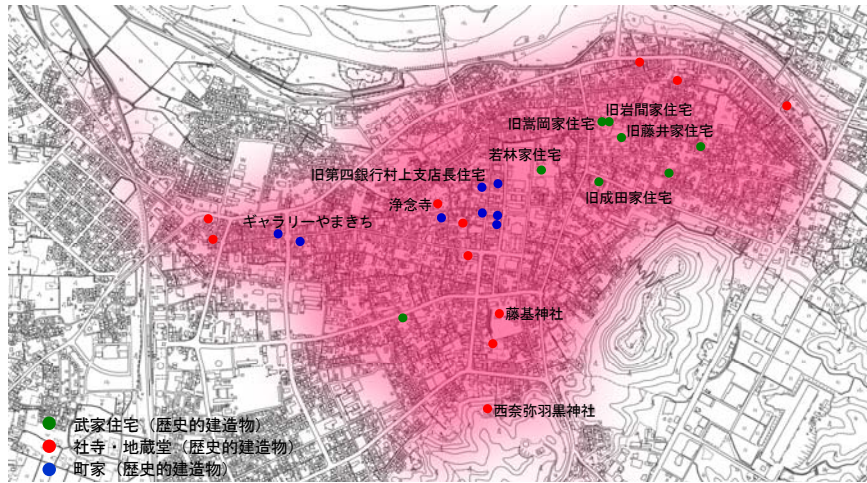 旧岩間家住宅
旧嵩岡家住宅
旧藤井家住宅
若林家住宅
旧第四銀行村上支店長住宅
旧成田家住宅
浄念寺
ギャラリーやまきち
藤基神社
西奈弥羽黒神社
武家住宅（歴史的建造物）
社寺・地蔵堂（歴史的建造物）
町家（歴史的建造物）